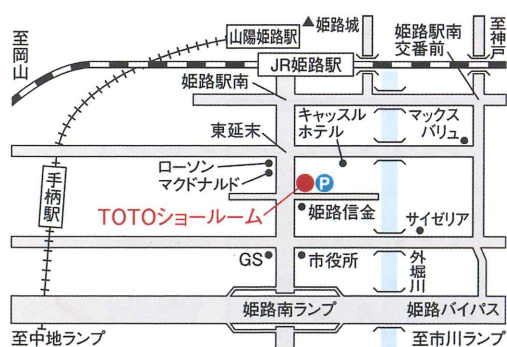 山陽姫路駅
▲姫路城
至岡山
姫路駅南
交番前
至神戸
JR姫路駅
姫路駅南
キャッスル
ホテル
マックス
バリュ
東延末
ローソン
マクドナルド
手柄駅
P
TOTOショールーム
姫路信金
サイゼリア
GS
市役所
外堀川
姫路南ランプ
姫路バイパス
至中地ランプ
至市川ランプ